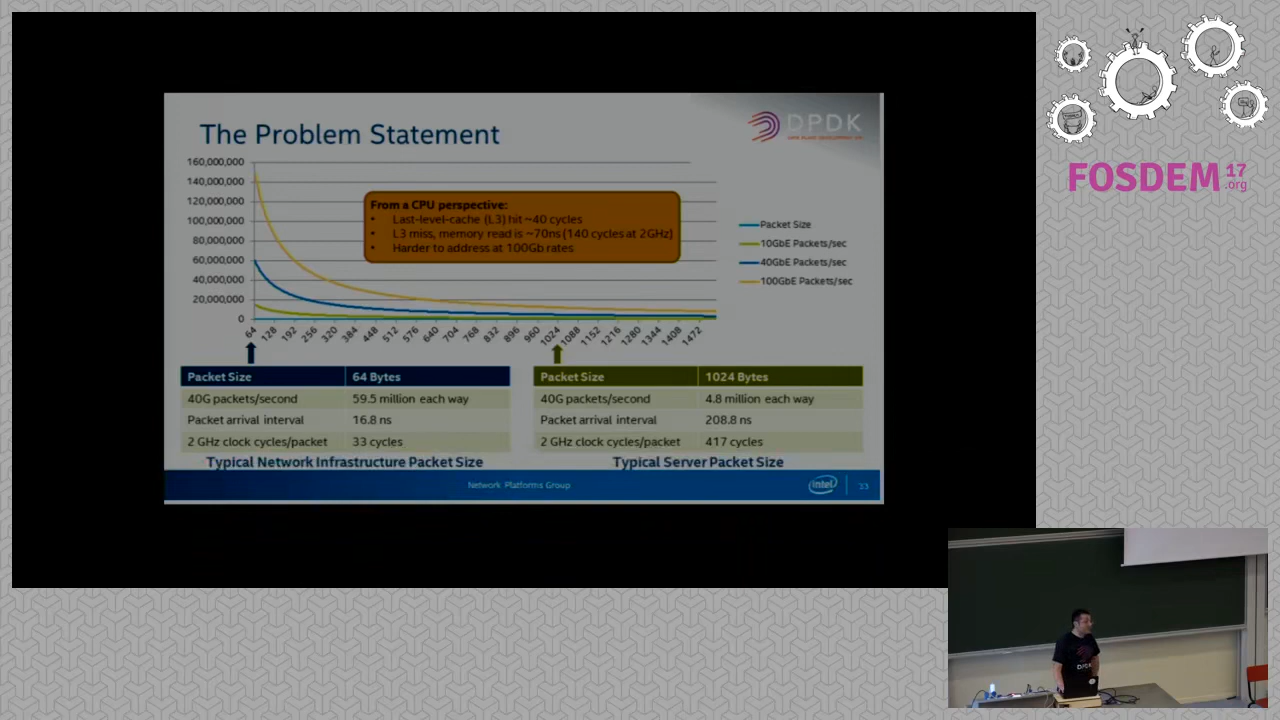 The Problem Statement
DPDK
160,000,000
140,000,000
120,000,000
100,000,000
80,000,000
60,000,000
40,000,000
20,000,000
0
From a CPU perspective:
• Last-level-cache (L3) hit ~40 cycles
• L3 miss, memory read is ~70ns (140 cycles at 2GHz)
• Harder to address at 100Gb rates
Packet Size
10GbE Packets/sec
40GbE Packets/sec
100GbE Packets/sec
64 128 192 256 320 384 448 512 576 640 704 768 832 896 960 1024 1088 1152 1216 1280 1344 1408 1472
Packet Size 64 Bytes
40G packets/second 59.5 million each way
Packet arrival interval 16.8 ns
2 GHz clock cycles/packet 33 cycles
Typical Network Infrastructure Packet Size
Packet Size 1024 Bytes
40G packets/second 4.8 million each way
Packet arrival interval 208.8 ns
2 GHz clock cycles/packet 417 cycles
Typical Server Packet Size
Network Platforms Group
intel
33
FOSDEM 17
.org
DPDK